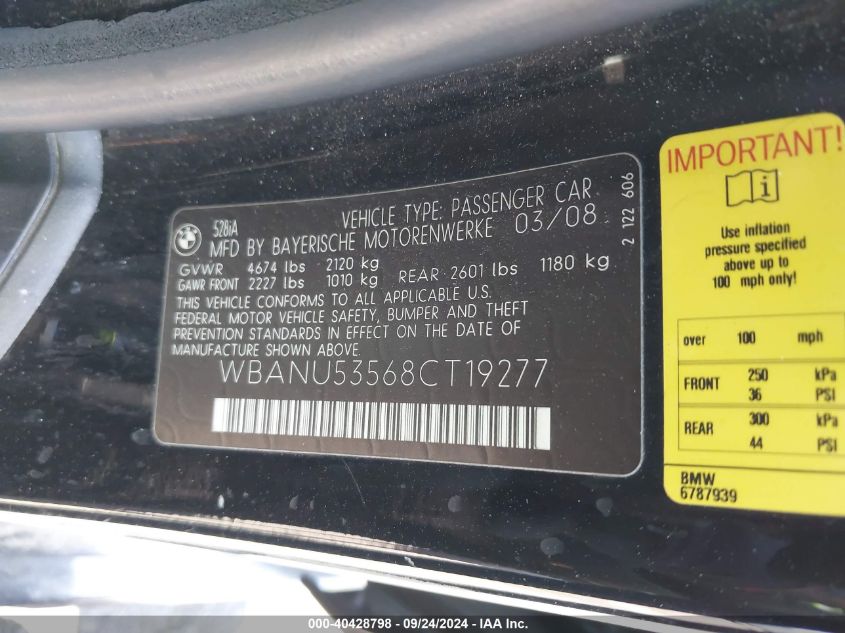 528iA
VEHICLE TYPE: PASSENGER CAR
MFD BY BAYERISCHE MOTORENWERKE 03/08
GVWR 4674 lbs 2120 kg
GAWR FRONT 2227 lbs 1010 kg REAR 2601 lbs 1180 kg
THIS VEHICLE CONFORMS TO ALL APPLICABLE U.S.
FEDERAL MOTOR VEHICLE SAFETY, BUMPER AND THEFT
PREVENTION STANDARDS IN EFFECT ON THE DATE OF
MANUFACTURE SHOWN ABOVE.
WBANU53568CT19277
2 122 606
IMPORTANT!
Use inflation
pressure specified
above up to
100 mph only!
over 100 mph
FRONT 250 kPa
36 PSI
REAR 300 kPa
44 PSI
BMW
6787939
IMAGE: 000-40428798 - 09/24/2024 - IMPACT, LLC